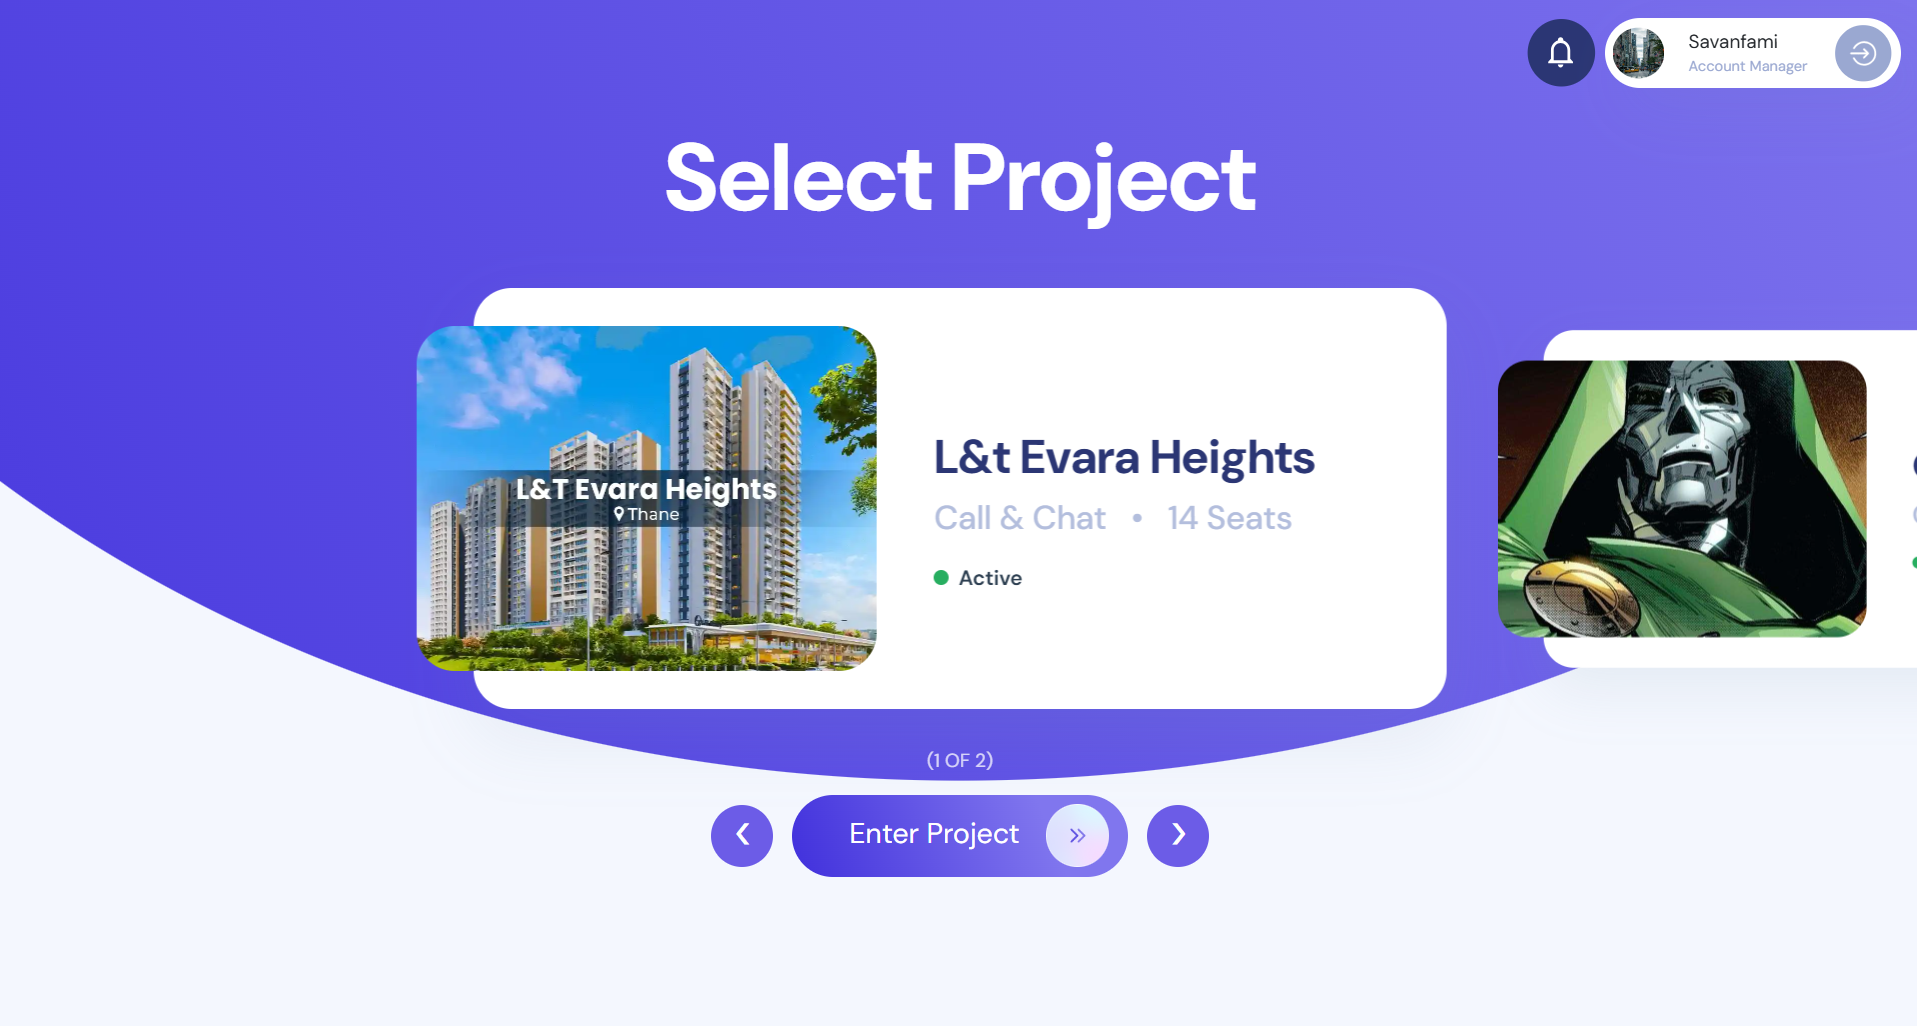 Savanfami
Account Manager
Select Project
L&T Evara Heights
Thane
L&t Evara Heights
Call & Chat • 14 Seats
Active
(1 OF 2)
Enter Project